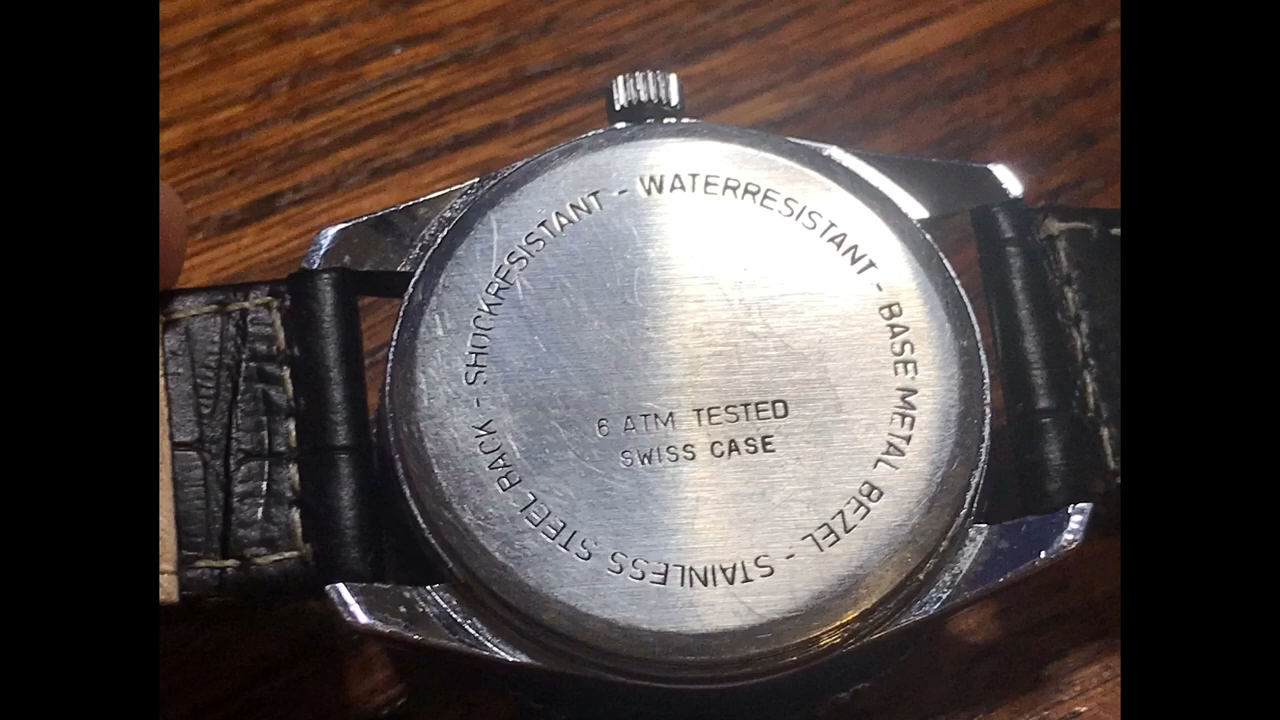 WATERRESISTANT - BASE METAL BEZEL - STAINLESS STEEL BACK - SHOCKRESISTANT -
6 ATM TESTED
SWISS CASE